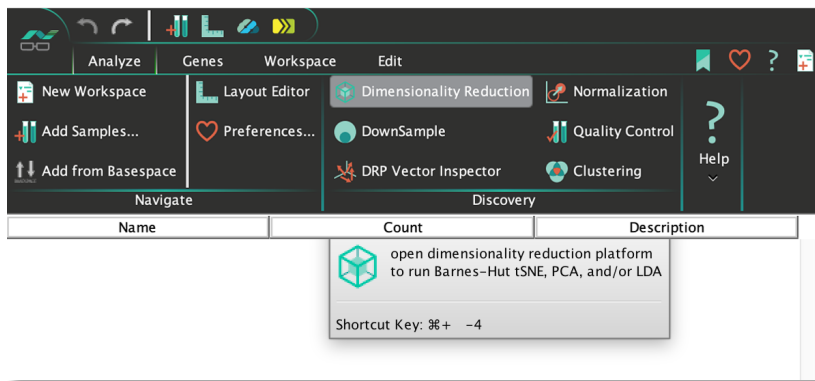 Analyze Genes Workspace Edit
?
New Workspace Layout Editor Dimensionality Reduction Normalization
Add Samples... Preferences... DownSample Quality Control
?
Help
Add from Basespace DRP Vector Inspector Clustering
Navigate Discovery
Name Count Description
open dimensionality reduction platform
to run Barnes-Hut tSNE, PCA, and/or LDA
Shortcut Key: ⌘+ -4